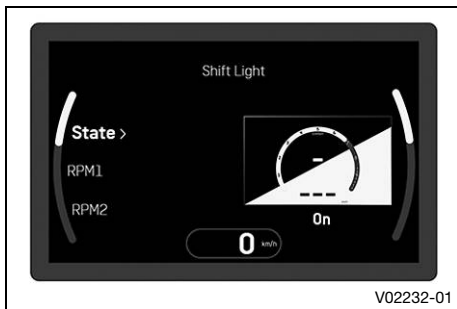 Shift Light
State >
RPM1
RPM2
On
0 km/h
V02232-01